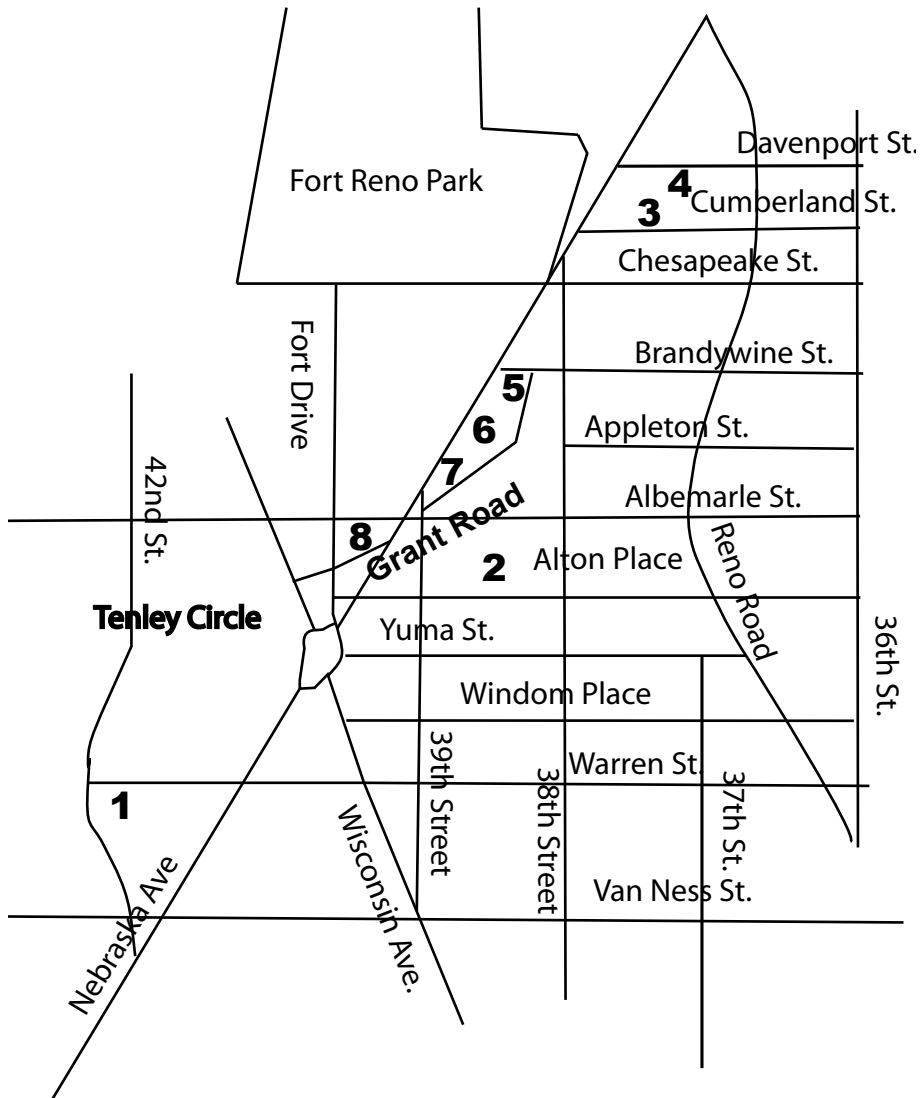 Davenport St.
Fort Reno Park
4
Cumberland St.
3
Chesapeake St.
Fort Drive
Brandywine St.
5
6
Appleton St.
42nd St.
7
Albemarle St.
Grant Road
8
2
Alton Place
Reno Road
Tenley Circle
Yuma St.
36th St.
Windom Place
39th Street
38th Street
Warren St.
37th St.
1
Wisconsin Ave.
Nebraska Ave
Van Ness St.